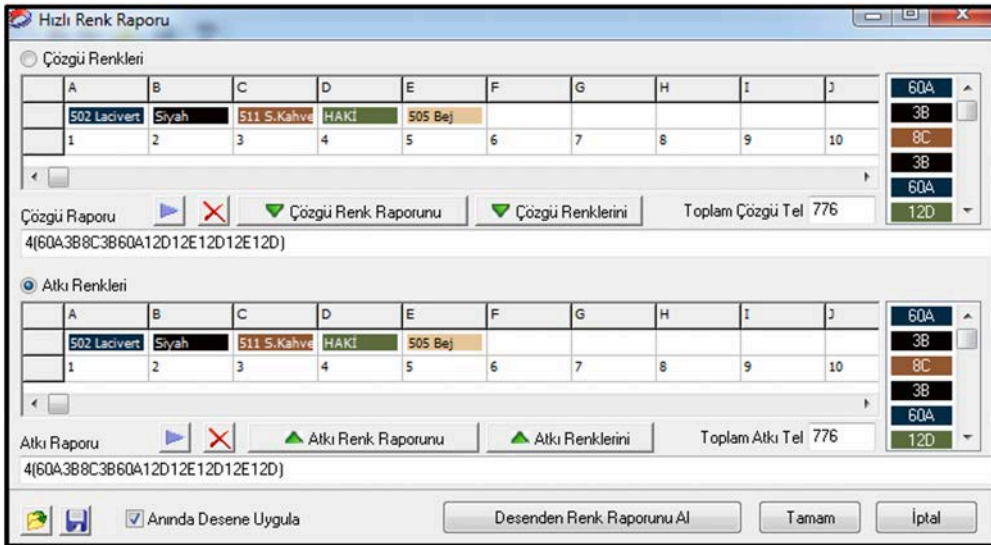 Hızlı Renk Raporu
Çözgü Renkleri
A B C D E F G H I J
502 Lacivert Siyah 511 S.Kahve HAKİ 505 Bej
1 2 3 4 5 6 7 8 9 10
60A
3B
8C
3B
60A
12D
Çözgü Raporu Çözgü Renk Raporunu Çözgü Renklerini Toplam Çözgü Tel 776
4(60A3B8C3B60A12D12E12D12E12D)
Atkı Renkleri
A B C D E F G H I J
502 Lacivert Siyah 511 S.Kahve HAKİ 505 Bej
1 2 3 4 5 6 7 8 9 10
60A
3B
8C
3B
60A
12D
Atkı Raporu Atkı Renk Raporunu Atkı Renklerini Toplam Atkı Tel 776
4(60A3B8C3B60A12D12E12D12E12D)
Anında Desene Uygula Desenden Renk Raporunu Al Tamam İptal